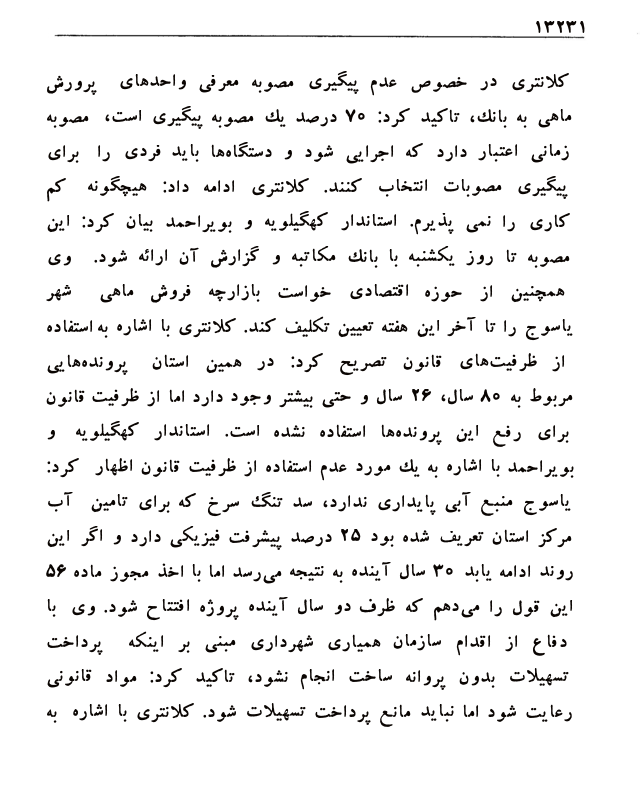 ۱۳۲۳۱
کلانتری در خصوص عدم پیگیری مصوبه معرفی واحدهای پرورش
ماهی به بانك، تاکید کرد: ۷۰ درصد یك مصوبه پیگیری است، مصوبه
زمانی اعتبار دارد که اجرایی شود و دستگاه‌ها باید فردی را برای
پیگیری مصوبات انتخاب کنند. کلانتری ادامه داد: هیچگونه کم
کاری را نمی پذیرم. استاندار کهگیلویه و بویراحمد بیان کرد: این
مصوبه تا روز یکشنبه با بانك مکاتبه و گزارش آن ارائه شود. وی
همچنین از حوزه اقتصادی خواست بازارچه فروش ماهی شهر
یاسوج را تا آخر این هفته تعیین تکلیف کند. کلانتری با اشاره به استفاده
از ظرفیت‌های قانون تصریح کرد: در همین استان پرونده‌هایی
مربوط به ۸۰ سال، ۲۶ سال و حتی بیشتر وجود دارد اما از ظرفیت قانون
برای رفع این پرونده‌ها استفاده نشده است. استاندار کهگیلویه و
بویراحمد با اشاره به یك مورد عدم استفاده از ظرفیت قانون اظهار کرد:
یاسوج منبع آبی پایداری ندارد، سد تنگ سرخ که برای تامین آب
مرکز استان تعریف شده بود ۲۵ درصد پیشرفت فیزیکی دارد و اگر این
روند ادامه یابد ۳۰ سال آینده به نتیجه می‌رسد اما با اخذ مجوز ماده ۵۶
این قول را می‌دهم که ظرف دو سال آینده پروژه افتتاح شود. وی با
دفاع از اقدام سازمان همیاری شهرداری مبنی بر اینکه پرداخت
تسهیلات بدون پروانه ساخت انجام نشود، تاکید کرد: مواد قانونی
رعایت شود اما نباید مانع پرداخت تسهیلات شود. کلانتری با اشاره به